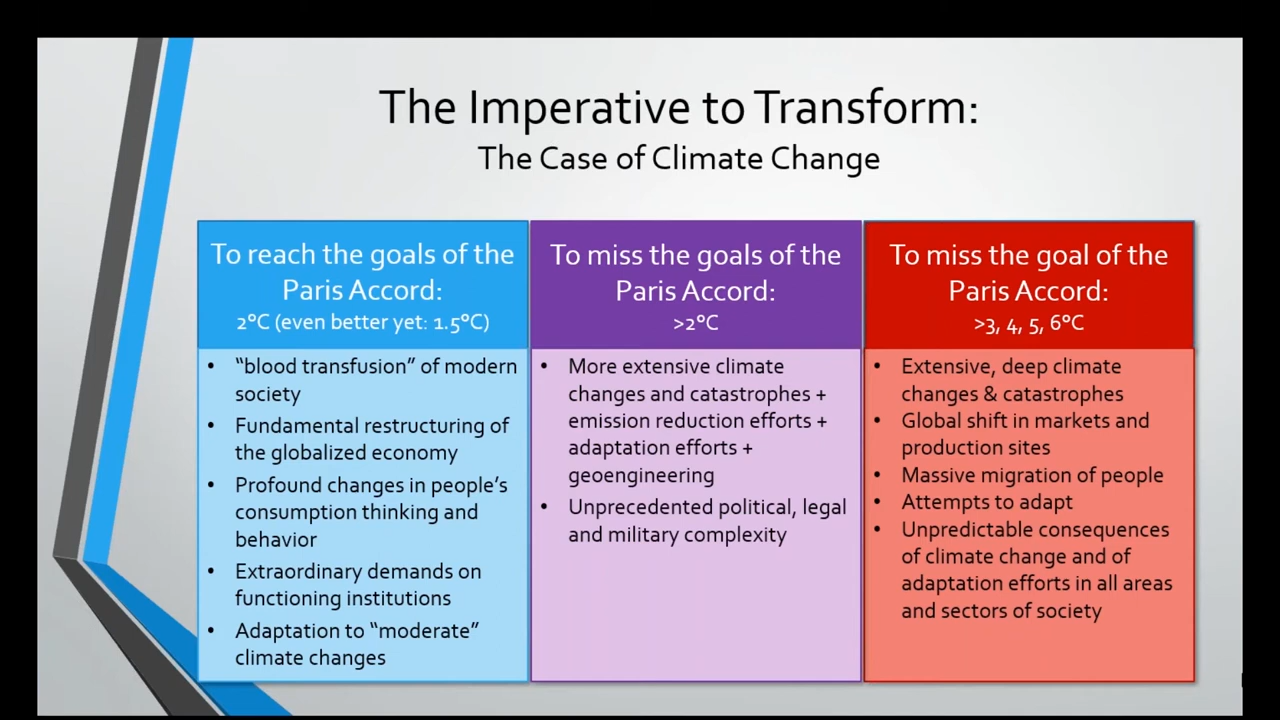 The Imperative to Transform:
The Case of Climate Change
To reach the goals of the
Paris Accord:
2°C (even better yet: 1.5°C)
• “blood transfusion” of modern
society
• Fundamental restructuring of
the globalized economy
• Profound changes in people’s
consumption thinking and
behavior
• Extraordinary demands on
functioning institutions
• Adaptation to “moderate”
climate changes
To miss the goals of the
Paris Accord:
>2°C
• More extensive climate
changes and catastrophes +
emission reduction efforts +
adaptation efforts +
geoengineering
• Unprecedented political, legal
and military complexity
To miss the goal of the
Paris Accord:
>3, 4, 5, 6°C
• Extensive, deep climate
changes & catastrophes
• Global shift in markets and
production sites
• Massive migration of people
• Attempts to adapt
• Unpredictable consequences
of climate change and of
adaptation efforts in all areas
and sectors of society